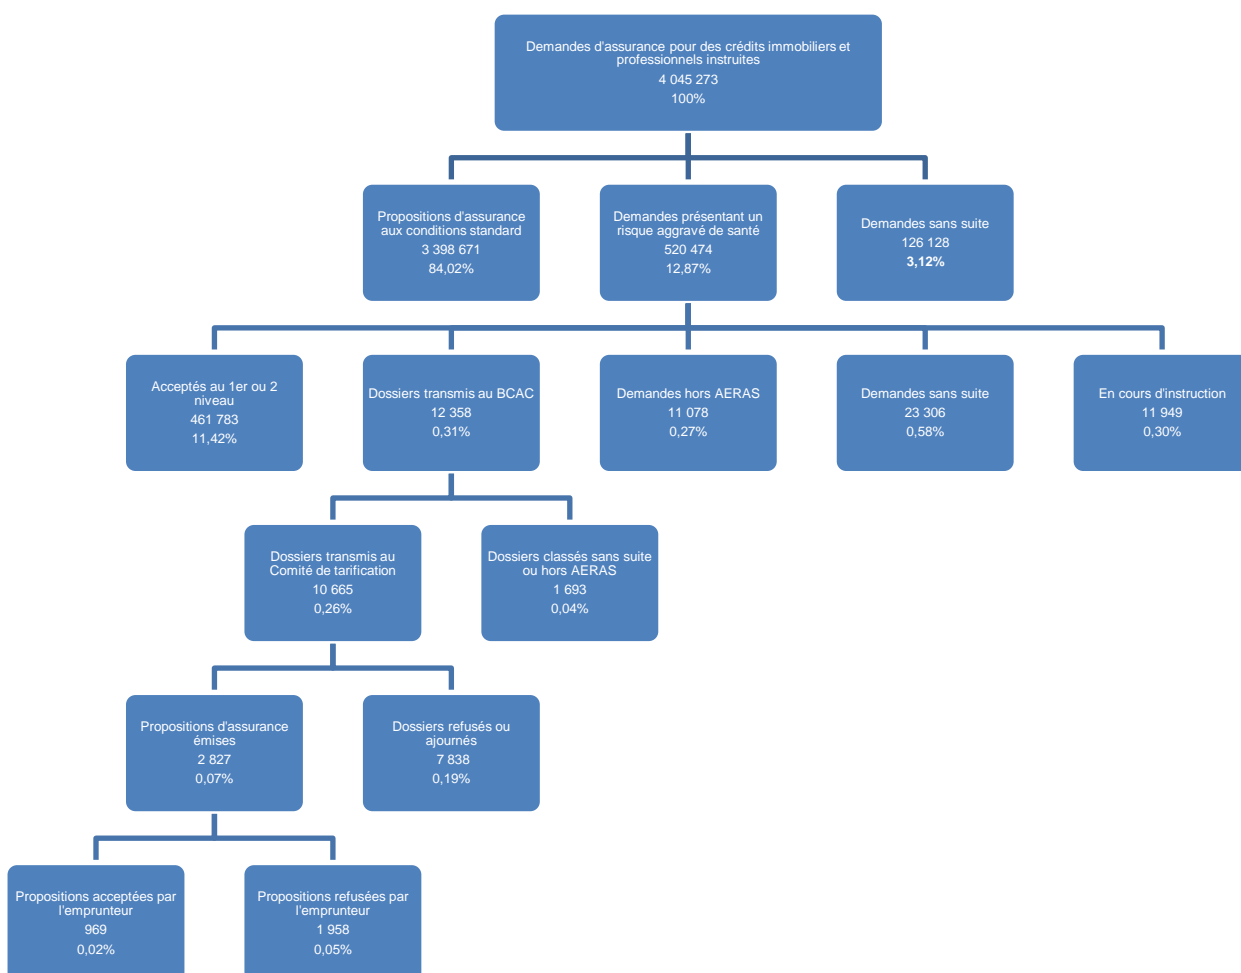 Demandes d'assurance pour des crédits immobiliers et
professionnels instruites
4 045 273
100%
Propositions d'assurance
aux conditions standard
3 398 671
84,02%
Demandes présentant un
risque aggravé de santé
520 474
12,87%
Demandes sans suite
126 128
3,12%
Acceptés au 1er ou 2
niveau
461 783
11,42%
Dossiers transmis au BCAC
12 358
0,31%
Demandes hors AERAS
11 078
0,27%
Demandes sans suite
23 306
0,58%
En cours d'instruction
11 949
0,30%
Dossiers transmis au
Comité de tarification
10 665
0,26%
Dossiers classés sans suite
ou hors AERAS
1 693
0,04%
Propositions d'assurance
émises
2 827
0,07%
Dossiers refusés ou
ajournés
7 838
0,19%
Propositions acceptées par
l'emprunteur
969
0,02%
Propositions refusées par
l'emprunteur
1 958
0,05%